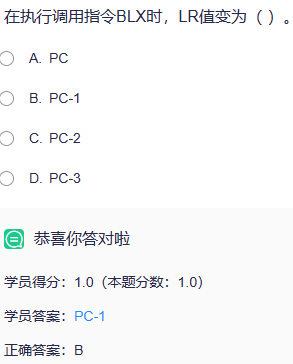 在执行调用指令BLX时，LR值变为（ ）。
A. PC
B. PC-1
C. PC-2
D. PC-3
恭喜你答对啦
学员得分：1.0（本题分数：1.0）
学员答案：PC-1
正确答案：B